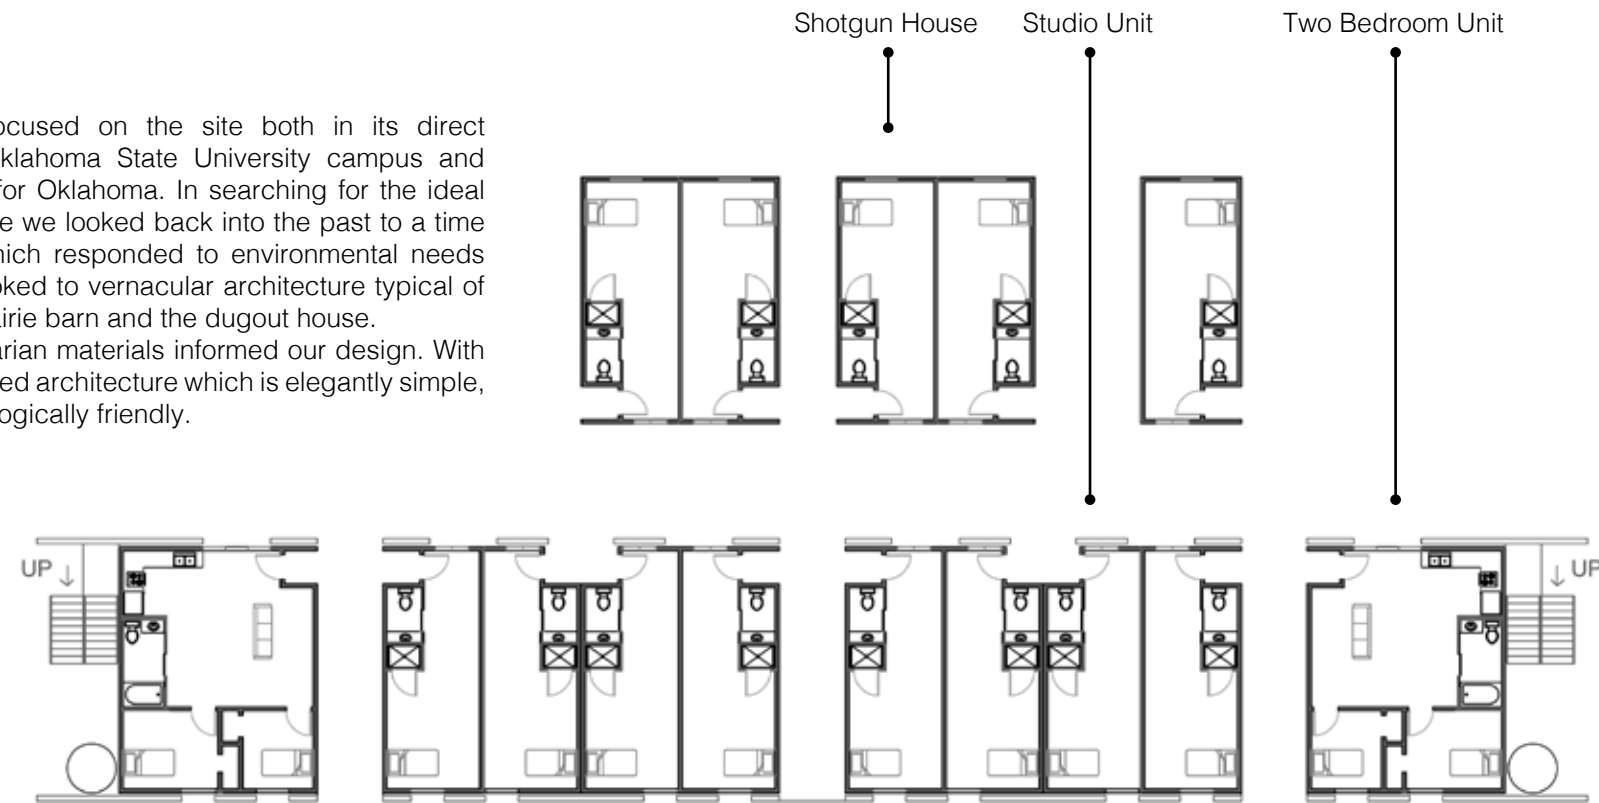 Shotgun House
Studio Unit
Two Bedroom Unit
ocused on the site both in its direct
klahoma State University campus and
for Oklahoma. In searching for the ideal
e we looked back into the past to a time
hich responded to environmental needs
oked to vernacular architecture typical of
airie barn and the dugout house.
arian materials informed our design. With
ed architecture which is elegantly simple,
logically friendly.
UP
UP